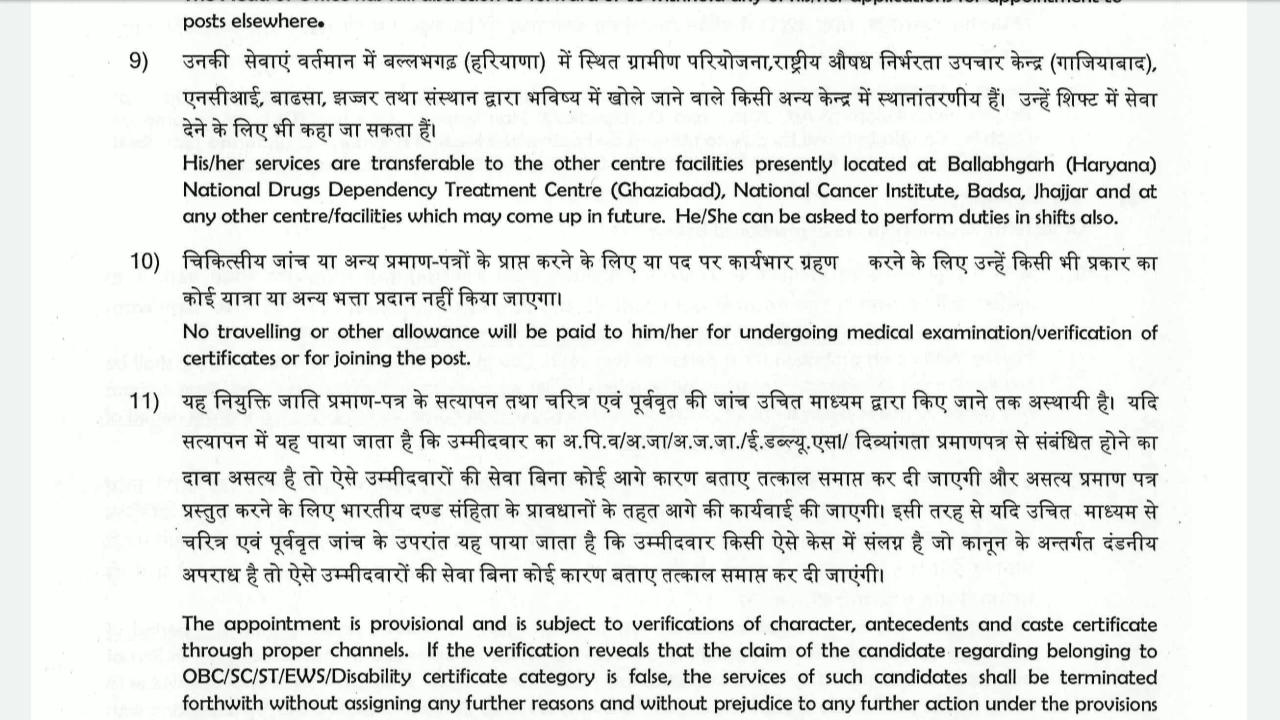 posts elsewhere.
9) उनकी सेवाएं वर्तमान में बल्लभगढ़ (हरियाणा) में स्थित ग्रामीण परियोजना,राष्ट्रीय औषध निर्भरता उपचार केन्द्र (गाजियाबाद),
एनसीआई, बाढसा, झज्जर तथा संस्थान द्वारा भविष्य में खोले जाने वाले किसी अन्य केन्द्र में स्थानांतरणीय हैं। उन्हें शिफ्ट में सेवा
देने के लिए भी कहा जा सकता हैं।
His/her services are transferable to the other centre facilities presently located at Ballabhgarh (Haryana)
National Drugs Dependency Treatment Centre (Ghaziabad), National Cancer Institute, Badsa, Jhajjar and at
any other centre/facilities which may come up in future. He/She can be asked to perform duties in shifts also.
10) चिकित्सीय जांच या अन्य प्रमाण-पत्रों के प्राप्त करने के लिए या पद पर कार्यभार ग्रहण करने के लिए उन्हें किसी भी प्रकार का
कोई यात्रा या अन्य भत्ता प्रदान नहीं किया जाएगा।
No travelling or other allowance will be paid to him/her for undergoing medical examination/verification of
certificates or for joining the post.
11) यह नियुक्ति जाति प्रमाण-पत्र के सत्यापन तथा चरित्र एवं पूर्ववृत की जांच उचित माध्यम द्वारा किए जाने तक अस्थायी है। यदि
सत्यापन में यह पाया जाता है कि उम्मीदवार का अ.पि.व/अ.जा/अ.ज.जा./ई.डब्ल्यू.एस।/ दिव्यांगता प्रमाणपत्र से संबंधित होने का
दावा असत्य है तो ऐसे उम्मीदवारों की सेवा बिना कोई आगे कारण बताए तत्काल समाप्त कर दी जाएगी और असत्य प्रमाण पत्र
प्रस्तुत करने के लिए भारतीय दण्ड संहिता के प्रावधानों के तहत आगे की कार्यवाई की जाएगी। इसी तरह से यदि उचित माध्यम से
चरित्र एवं पूर्ववृत जांच के उपरांत यह पाया जाता है कि उम्मीदवार किसी ऐसे केस में संलग्न है जो कानून के अन्तर्गत दंडनीय
अपराध है तो ऐसे उम्मीदवारों की सेवा बिना कोई कारण बताए तत्काल समाप्त कर दी जाएंगी।
The appointment is provisional and is subject to verifications of character, antecedents and caste certificate
through proper channels. If the verification reveals that the claim of the candidate regarding belonging to
OBC/SC/ST/EWS/Disability certificate category is false, the services of such candidates shall be terminated
forthwith without assigning any further reasons and without prejudice to any further action under the provisions